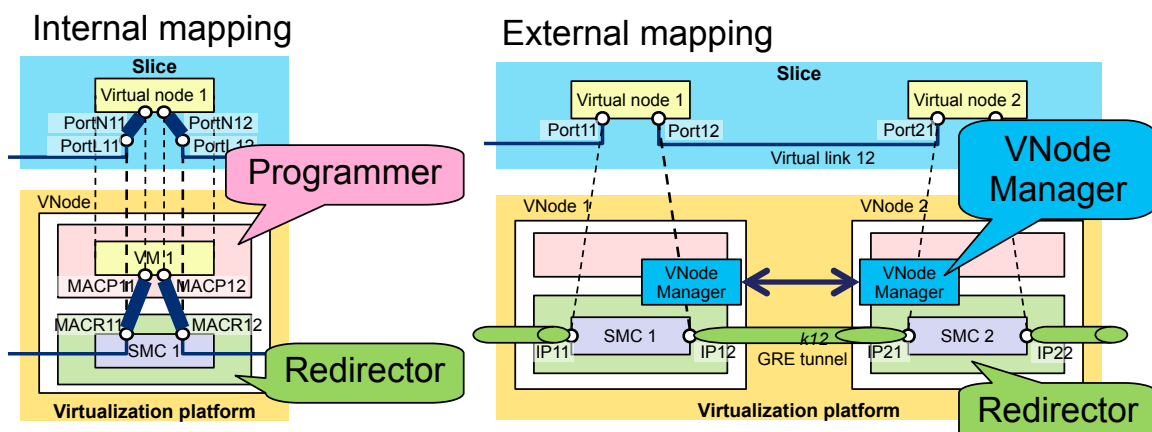 Internal mapping
Slice
Virtual node 1
PortN11
PortN12
PortL11
PortL12
Programmer
VNode
VM 1
MACP11
MACP12
MACR11
MACR12
SMC 1
Redirector
Virtualization platform
External mapping
Slice
Virtual node 1
Virtual node 2
Port11
Port12
Port21
Virtual link 12
VNode
Manager
VNode 1
VNode 2
VNode
Manager
VNode
Manager
SMC 1
k12
SMC 2
IP11
IP12
GRE tunnel
IP21
IP22
Redirector
Virtualization platform